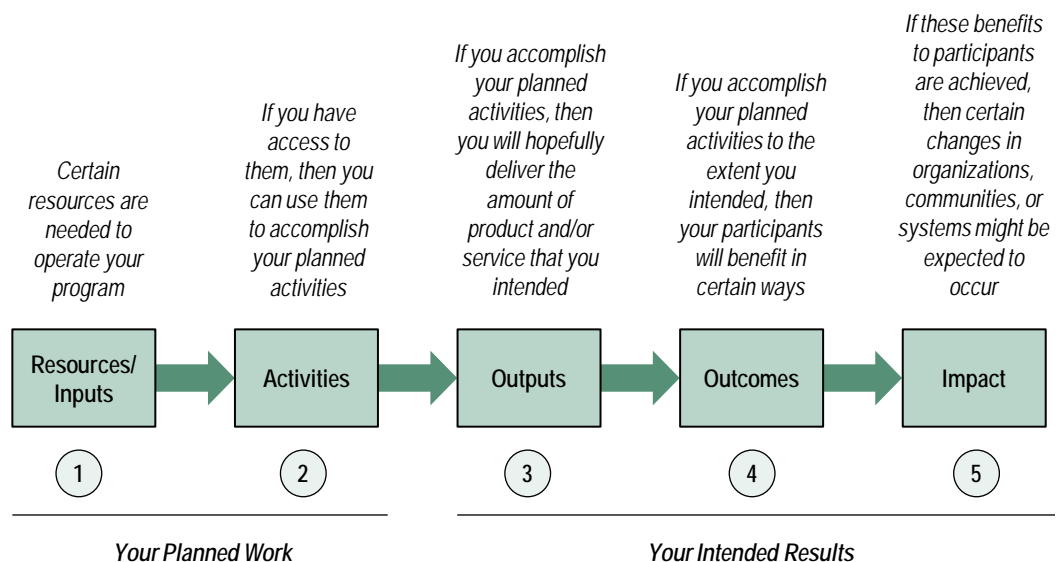 Certain
resources are
needed to
operate your
program
If you have
access to
them, then you
can use them
to accomplish
your planned
activities
If you accomplish
your planned
activities, then
you will hopefully
deliver the
amount of
product and/or
service that you
intended
If you accomplish
your planned
activities to the
extent you
intended, then
your participants
will benefit in
certain ways
If these benefits
to participants
are achieved,
then certain
changes in
organizations,
communities, or
systems might be
expected to
occur
Resources/
Inputs
Activities
Outputs
Outcomes
Impact
1
2
3
4
5
Your Planned Work
Your Intended Results